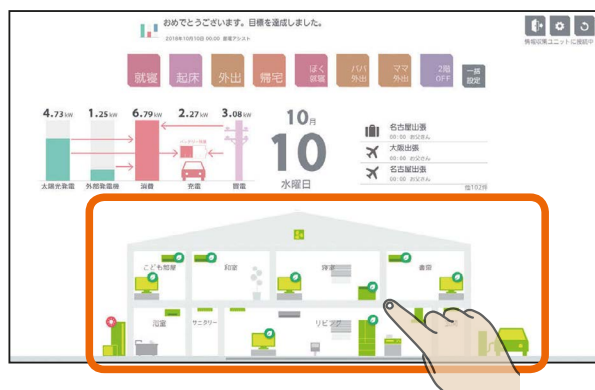 おめでとうございます。目標を達成しました。
2018年10月10日 00:00 節電アシスト
情報収集ユニットに接続中
就寝
起床
外出
帰宅
ぼく
就寝
パパ
外出
ママ
外出
2階
OFF
一括
設定
4.73kW
1.25kW
6.79kW
2.27kW
3.08kW
太陽光発電
外部発電機
消費
充電
買電
10月
10
水曜日
名古屋出張
00:00 お父さん
大阪出張
00:00 お父さん
名古屋出張
00:00 お父さん
他102件
こども部屋
和室
寝室
書斎
浴室
サニタリー
リビング